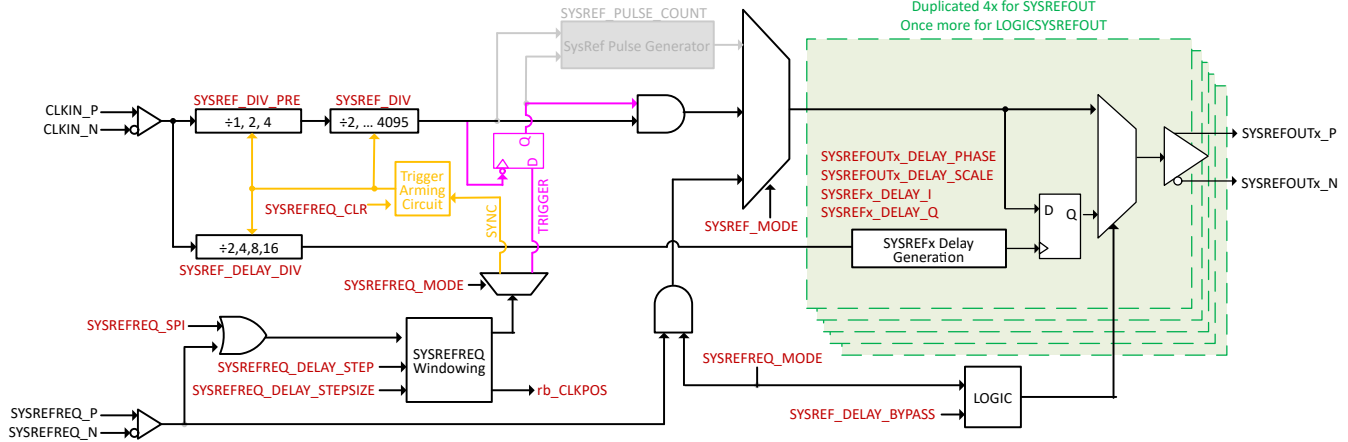 Duplicated 4x for SYSREFOUT
Once more for LOGICSYSREFOUT
SYSREF_PULSE_COUNT
SysRef Pulse Generator
CLKIN_P
CLKIN_N
SYSREF_DIV_PRE
÷1, 2, 4
SYSREF_DIV
÷2, ... 4095
Q
D
Trigger
Arming
Circuit
SYSREFREQ_CLR
SYNC
TRIGGER
÷2,4,8,16
SYSREF_DELAY_DIV
SYSREF_MODE
SYSREFOUTx_DELAY_PHASE
SYSREFOUTx_DELAY_SCALE
SYSREFx_DELAY_I
SYSREFx_DELAY_Q
SYSREFx Delay
Generation
D
Q
SYSREFOUTx_P
SYSREFOUTx_N
SYSREFREQ_MODE
SYSREFREQ_SPI
SYSREFREQ
Windowing
SYSREFREQ_DELAY_STEP
SYSREFREQ_DELAY_STEPSIZE
rb_CLKPOS
SYSREFREQ_MODE
SYSREF_DELAY_BYPASS
LOGIC
SYSREFREQ_P
SYSREFREQ_N